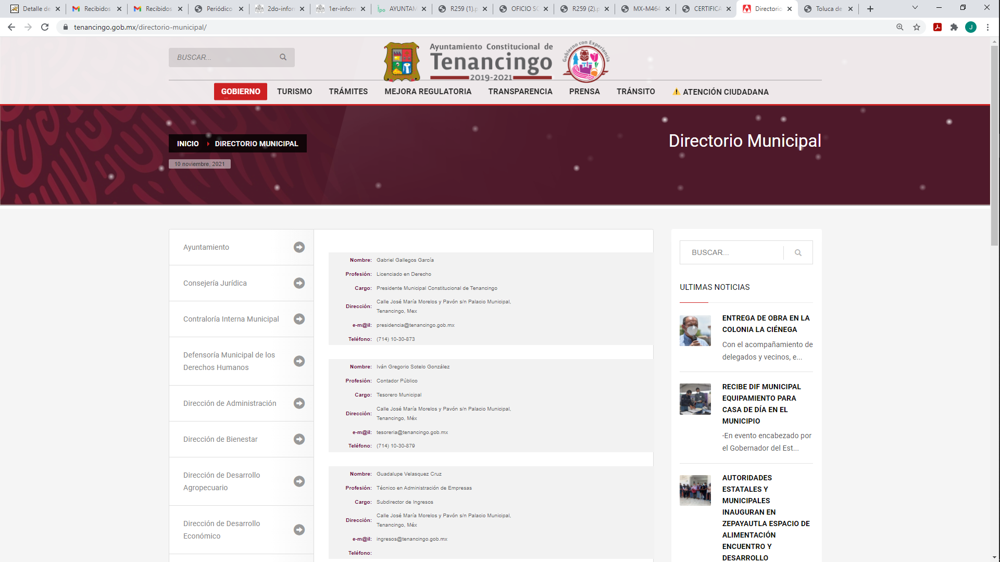 Detalle de
Recibidos
Recibidos
Periódico
2do-infor
1er-inform
AYUNTAM
R259 (1).p
OFICIO SC
R259 (2).p
MX-M464
CERTIFICA
Directorio
Toluca de
tenancingo.gob.mx/directorio-municipal/
J
BUSCAR...
Ayuntamiento Constitucional de
Tenancingo
2019-2021
Gobierno con Experiencia
GOBIERNO TURISMO TRÁMITES MEJORA REGULATORIA TRANSPARENCIA PRENSA TRÁNSITO ATENCIÓN CIUDADANA
INICIO DIRECTORIO MUNICIPAL
10 noviembre, 2021
Directorio Municipal
Ayuntamiento
Consejería Jurídica
Contraloría Interna Municipal
Defensoría Municipal de los
Derechos Humanos
Dirección de Administración
Dirección de Bienestar
Dirección de Desarrollo
Agropecuario
Dirección de Desarrollo
Económico
Nombre: Gabriel Gallegos García
Profesión: Licenciado en Derecho
Cargo: Presidente Municipal Constitucional de Tenancingo
Dirección: Calle José María Morelos y Pavón s/n Palacio Municipal,
Tenancingo, Mex
e-m@il: presidencia@tenancingo.gob.mx
Teléfono: (714) 10-30-873
Nombre: Iván Gregorio Sotelo González
Profesión: Contador Público
Cargo: Tesorero Municipal
Dirección: Calle José María Morelos y Pavón s/n Palacio Municipal,
Tenancingo, Méx
e-m@il: tesoreria@tenancingo.gob.mx
Teléfono: (714) 10-30-879
Nombre: Guadalupe Velasquez Cruz
Profesión: Técnico en Administración de Empresas
Cargo: Subdirector de Ingresos
Dirección: Calle José María Morelos y Pavón s/n Palacio Municipal,
Tenancingo, Méx
e-m@il: ingresos@tenancingo.gob.mx
Teléfono:
BUSCAR...
ULTIMAS NOTICIAS
ENTREGA DE OBRA EN LA
COLONIA LA CIÉNEGA
Con el acompañamiento de
delegados y vecinos, e...
RECIBE DIF MUNICIPAL
EQUIPAMIENTO PARA
CASA DE DÍA EN EL
MUNICIPIO
-En evento encabezado por
el Gobernador del Est...
AUTORIDADES
ESTATALES Y
MUNICIPALES
INAUGURAN EN
ZEPAYAUTLA ESPACIO DE
ALIMENTACIÓN
ENCUENTRO Y
DESARROLLO